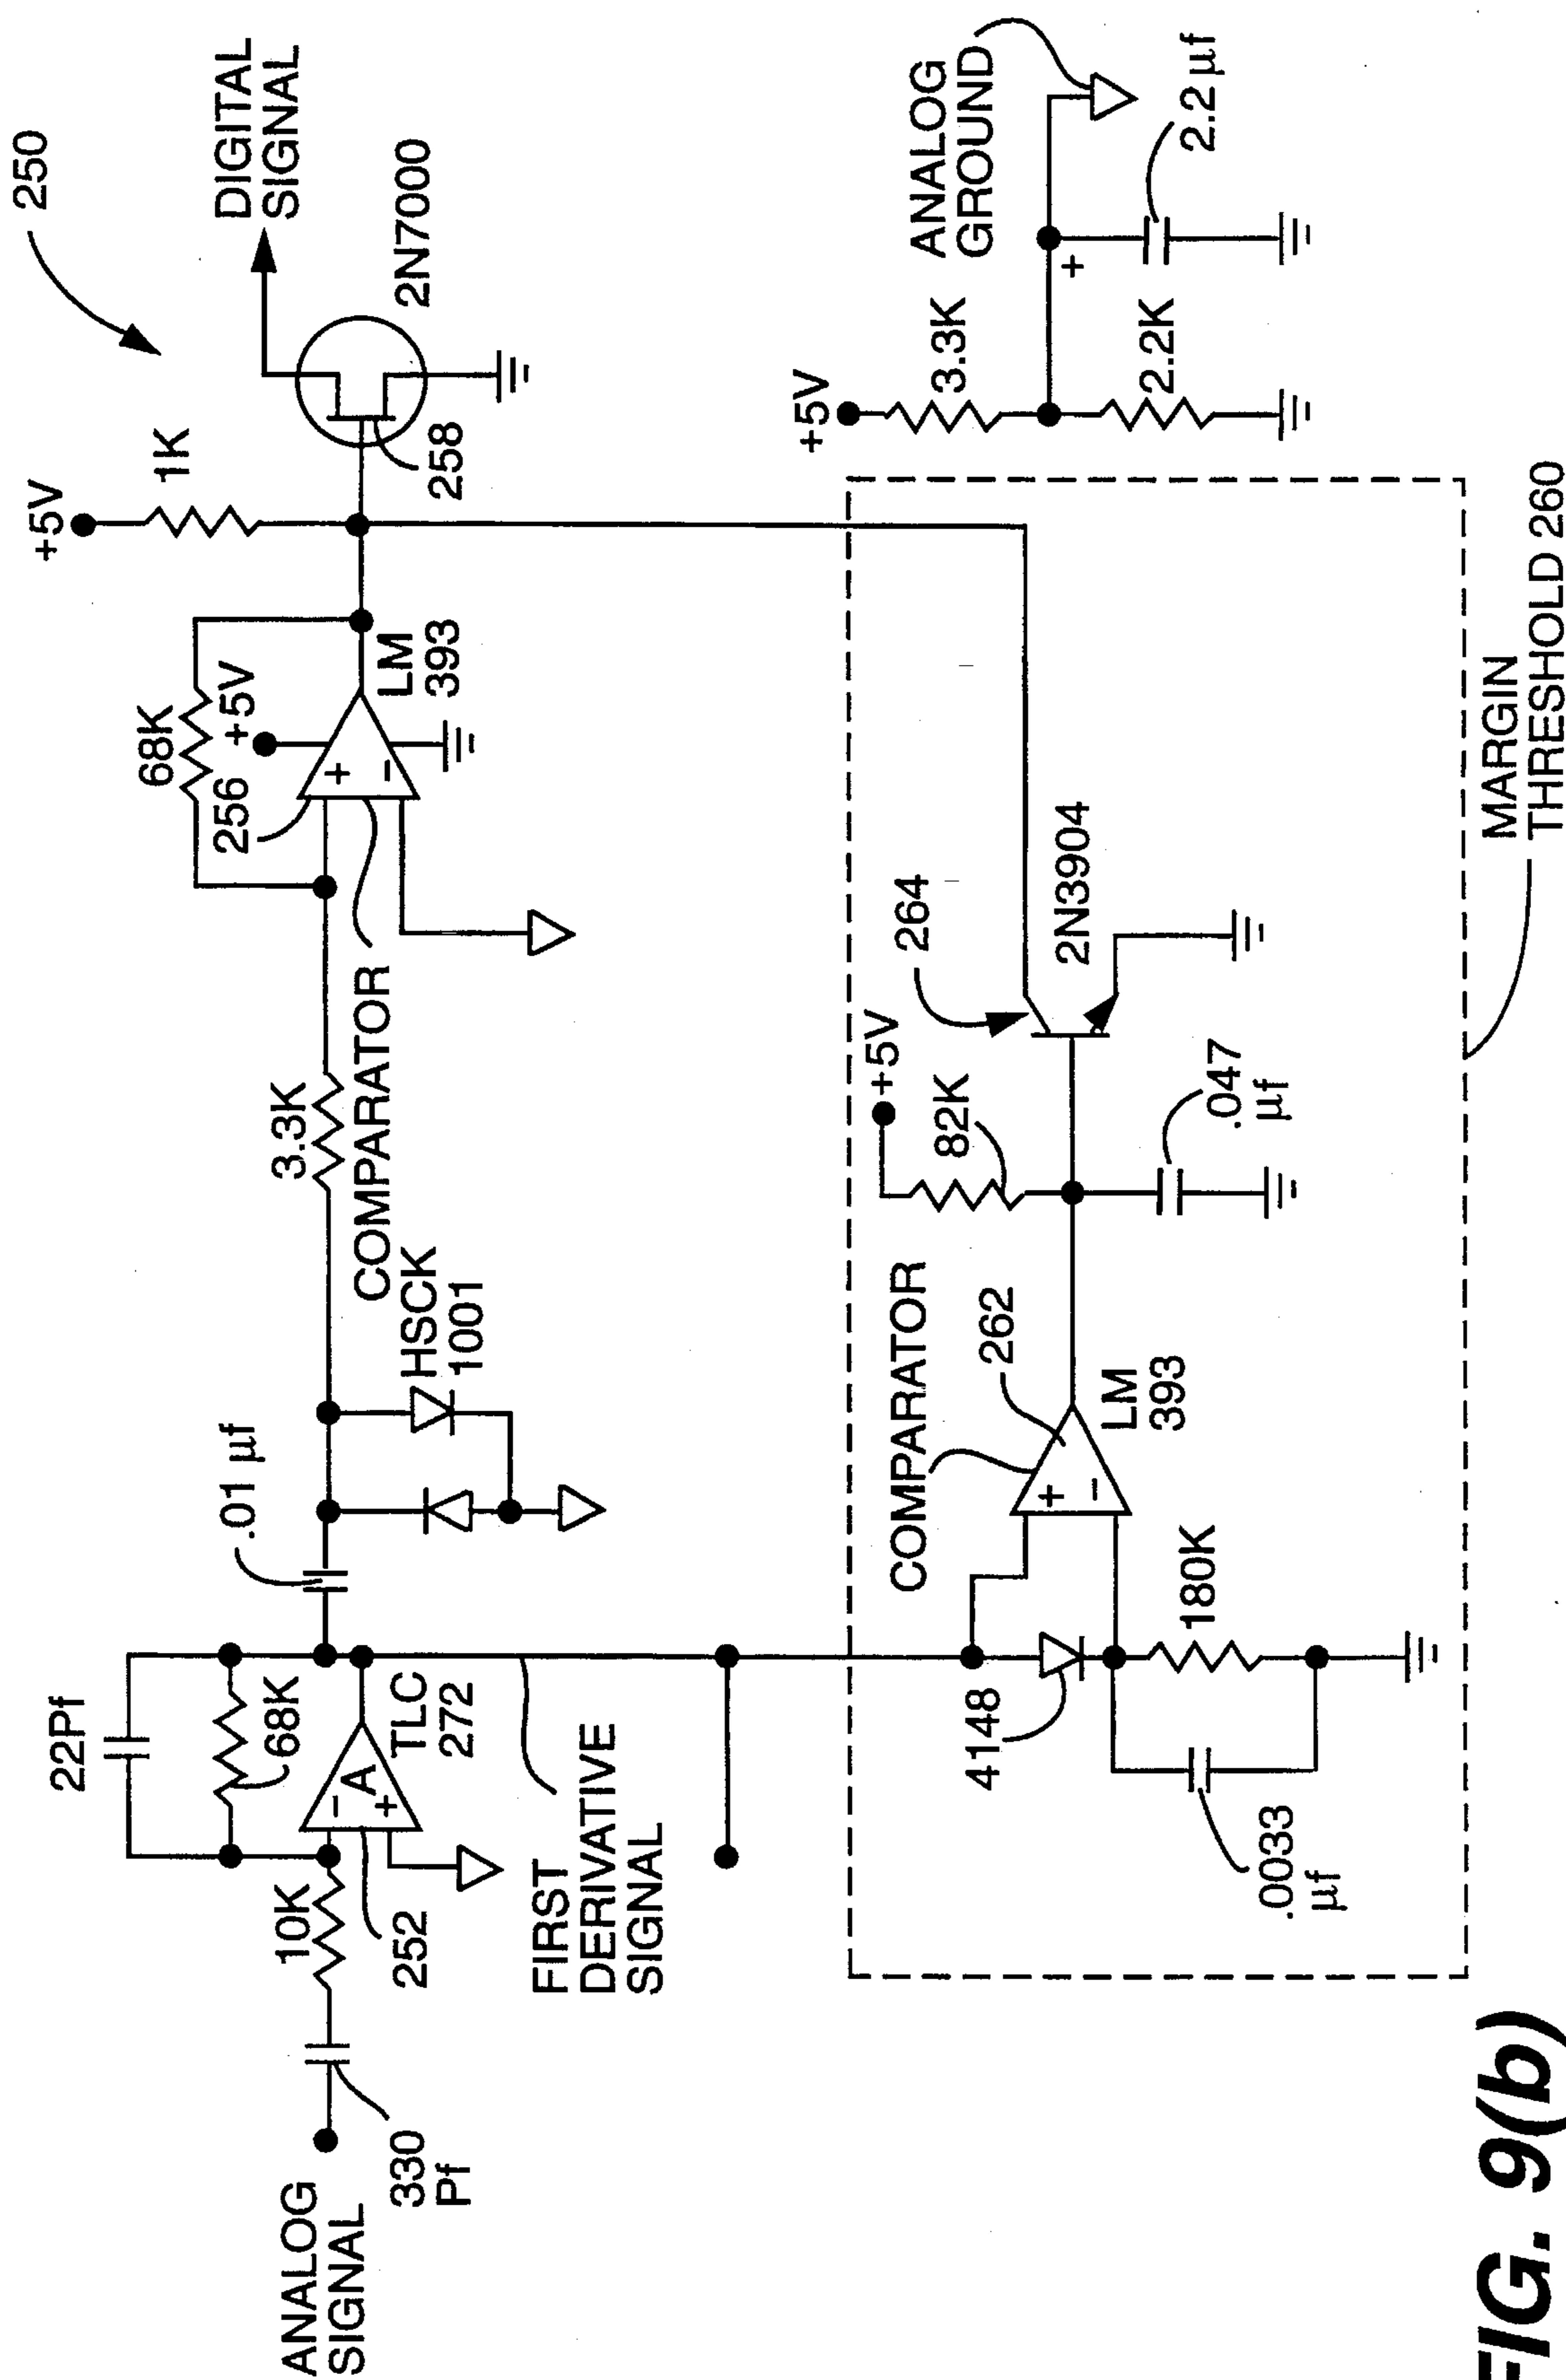 250
+5V
1K
DIGITAL
SIGNAL
2N7000
258
68K
+5V
256
+
−
LM
393
COMPARATOR
3.3K
HSCK
1001
.01 µf
22Pf
68K
A
−
+
TLC
272
252
10K
330
Pf
ANALOG
SIGNAL
FIRST
DERIVATIVE
SIGNAL
COMPARATOR
262
+
−
LM
393
4148
180K
.0033
µf
+5V
82K
.047
µf
264
2N3904
MARGIN
THRESHOLD 260
+5V
3.3K
2.2K
+
ANALOG
GROUND
2.2 µf
FIG. 9(b)